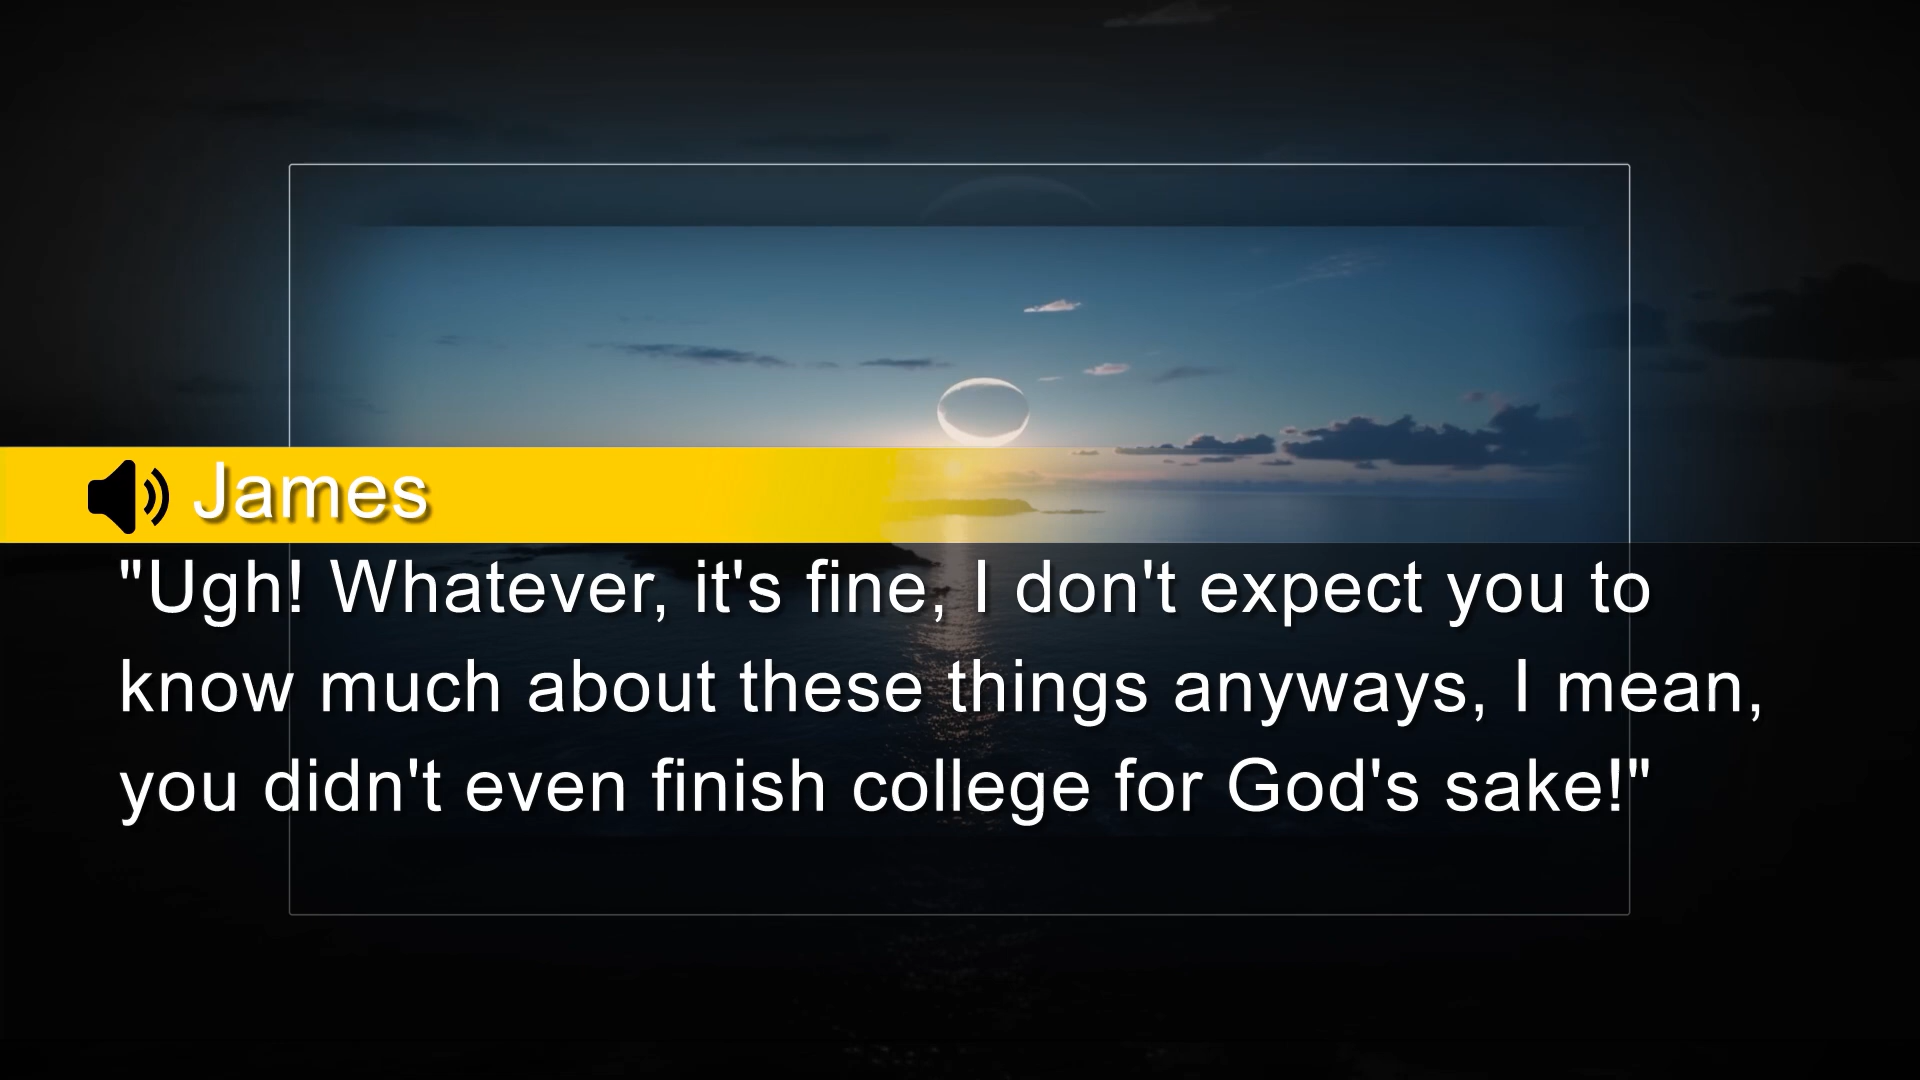 James
"Ugh! Whatever, it's fine, I don't expect you to
know much about these things anyways, I mean,
you didn't even finish college for God's sake!"